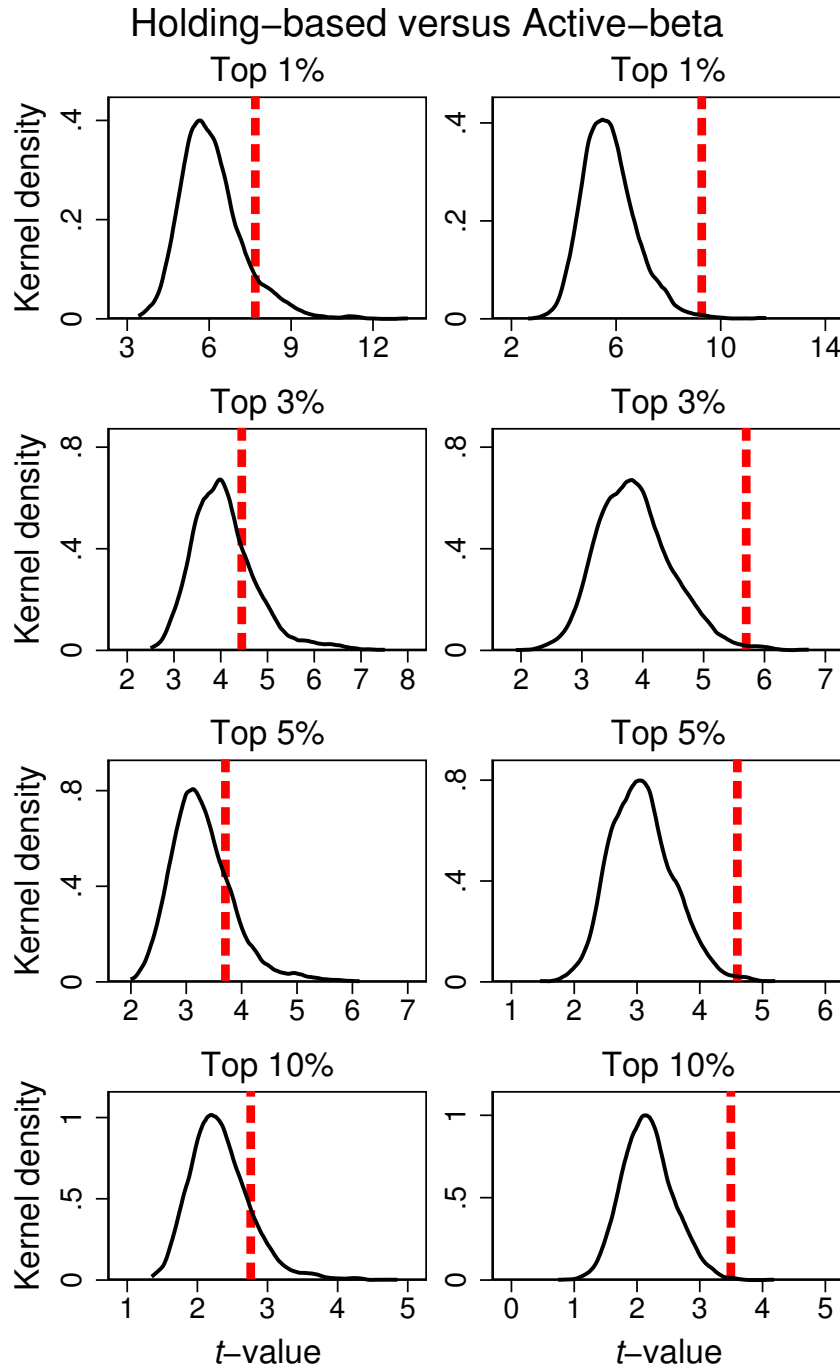 Holding−based versus Active−beta
Top 1%
Top 1%
Kernel density
0 .2 .4
3 6 9 12
0 .2 .4
2 6 10 14
Top 3%
Top 3%
Kernel density
0 .4 .8
2 3 4 5 6 7 8
0 .4 .8
2 3 4 5 6 7
Top 5%
Top 5%
Kernel density
0 .4 .8
2 3 4 5 6 7
0 .4 .8
1 2 3 4 5 6
Top 10%
Top 10%
Kernel density
0 .5 1
1 2 3 4 5
0 .5 1
0 1 2 3 4 5
t−value
t−value